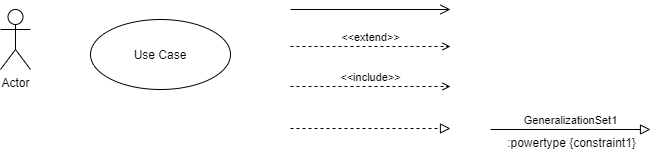 Actor
Use Case
<<extend>>
<<include>>
GeneralizationSet1
:powertype {constraint1}